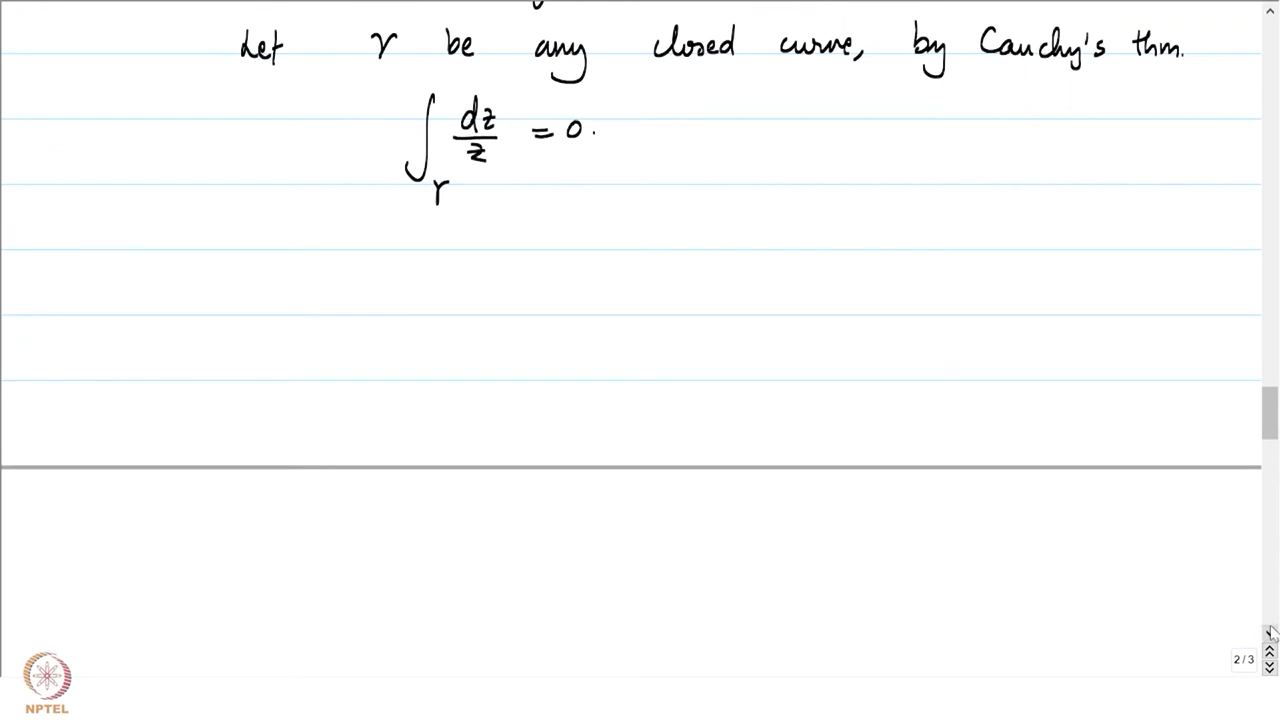 Let γ be any closed curve, by Cauchy's thm.
∫_γ dz/z = 0.
2 / 3
NPTEL